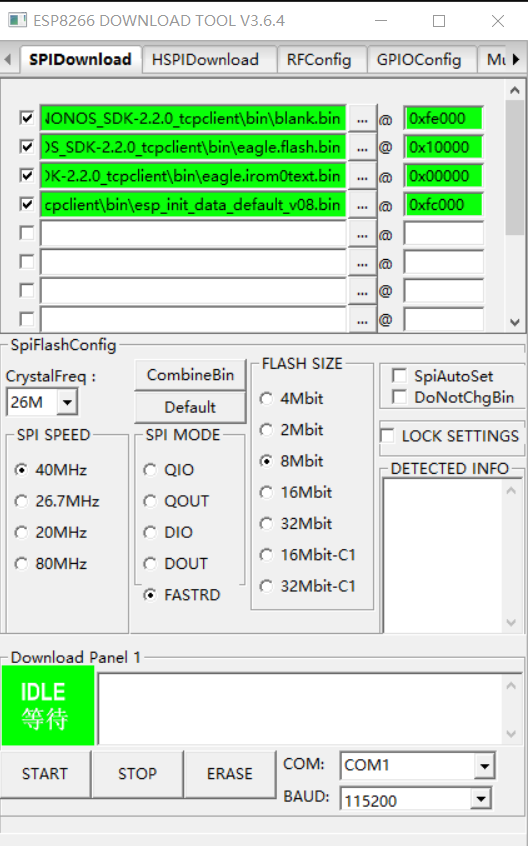 ESP8266 DOWNLOAD TOOL V3.6.4
SPIDownload HSPIDownload RFConfig GPIOConfig Mu
NONOS_SDK-2.2.0_tcpclient\bin\blank.bin ... @ 0xfe000
OS_SDK-2.2.0_tcpclient\bin\eagle.flash.bin ... @ 0x10000
DK-2.2.0_tcpclient\bin\eagle.irom0text.bin ... @ 0x00000
cpclient\bin\esp_init_data_default_v08.bin ... @ 0xfc000
... @
... @
... @
... @
SpiFlashConfig
CrystalFreq :
26M
CombineBin
Default
SPI SPEED
40MHz
26.7MHz
20MHz
80MHz
SPI MODE
QIO
QOUT
DIO
DOUT
FASTRD
FLASH SIZE
4Mbit
2Mbit
8Mbit
16Mbit
32Mbit
16Mbit-C1
32Mbit-C1
SpiAutoSet
DoNotChgBin
LOCK SETTINGS
DETECTED INFO
Download Panel 1
IDLE
等待
START STOP ERASE
COM: COM1
BAUD: 115200